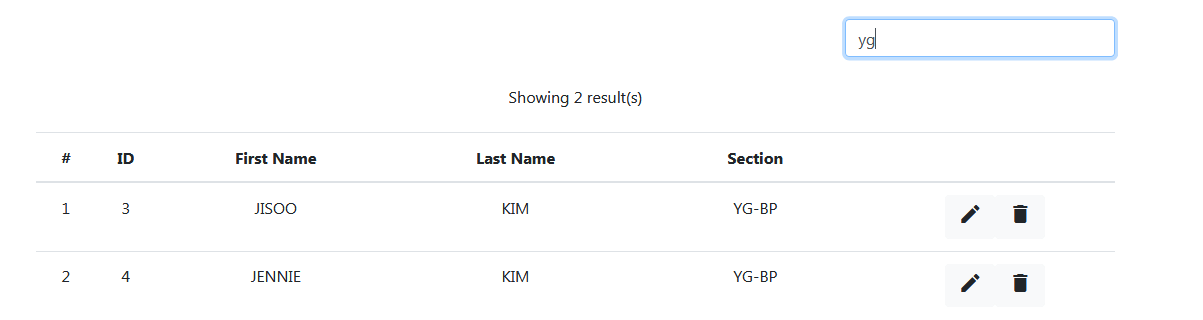 yg
Showing 2 result(s)
# ID First Name Last Name Section
1 3 JISOO KIM YG-BP
2 4 JENNIE KIM YG-BP